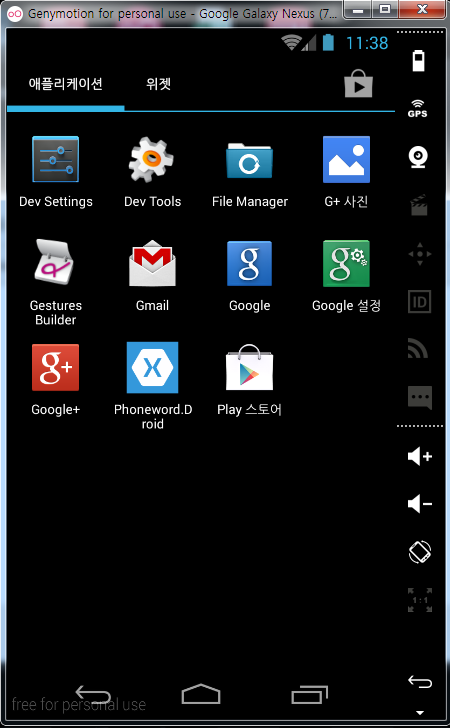 Genymotion for personal use - Google Galaxy Nexus (7...
11:38
애플리케이션 위젯
GPS
Dev Settings Dev Tools File Manager G+ 사진
ID
Gestures Builder Gmail Google Google 설정
Google+ Phoneword.Droid Play 스토어
1:1
free for personal use